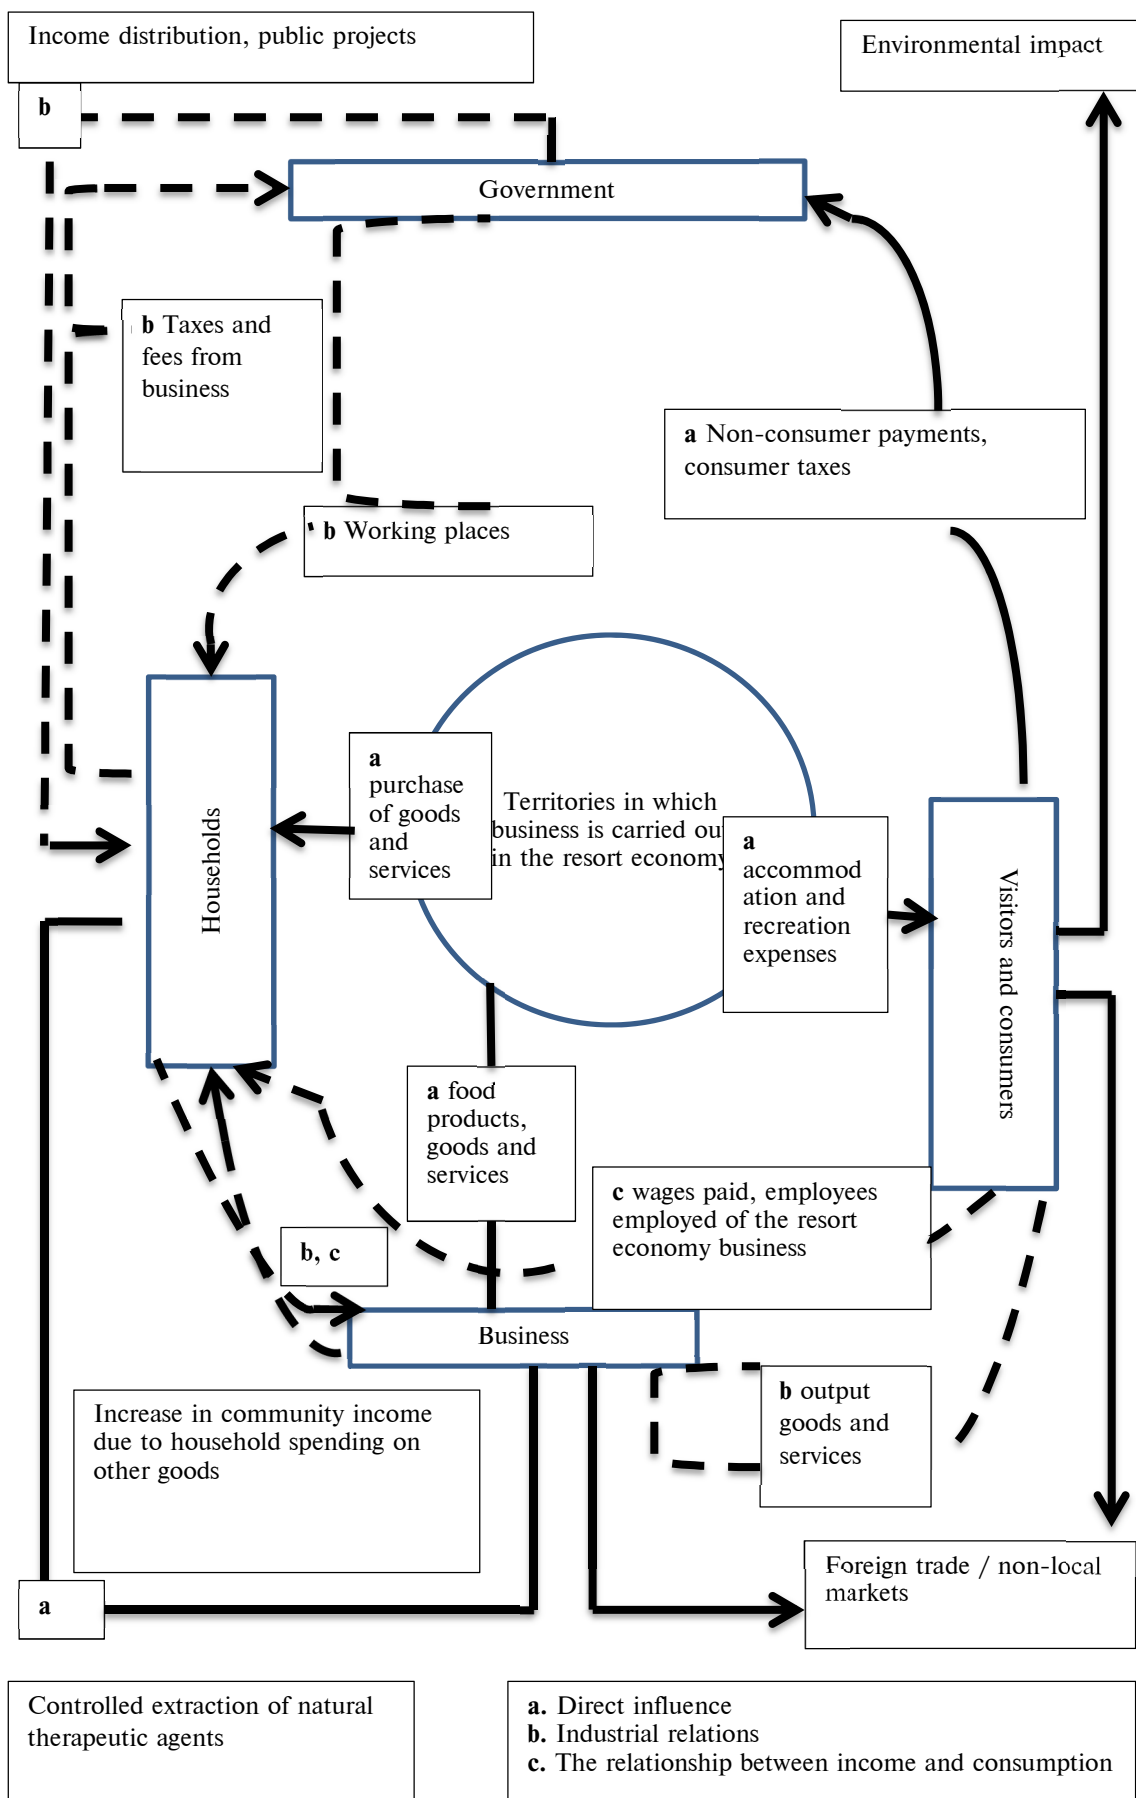 Income distribution, public projects
Environmental impact
b
Government
b Taxes and
fees from
business
a Non-consumer payments,
consumer taxes
b Working places
Households
a
purchase
of goods
and
services
Territories in which
business is carried ou
in the resort economy
a
accommod
ation and
recreation
expenses
Visitors and consumers
a food
products,
goods and
services
c wages paid, employees
employed of the resort
economy business
b, c
Business
b output
goods and
services
Increase in community income
due to household spending on
other goods
Foreign trade / non-local
markets
a
Controlled extraction of natural
therapeutic agents
a. Direct influence
b. Industrial relations
c. The relationship between income and consumption